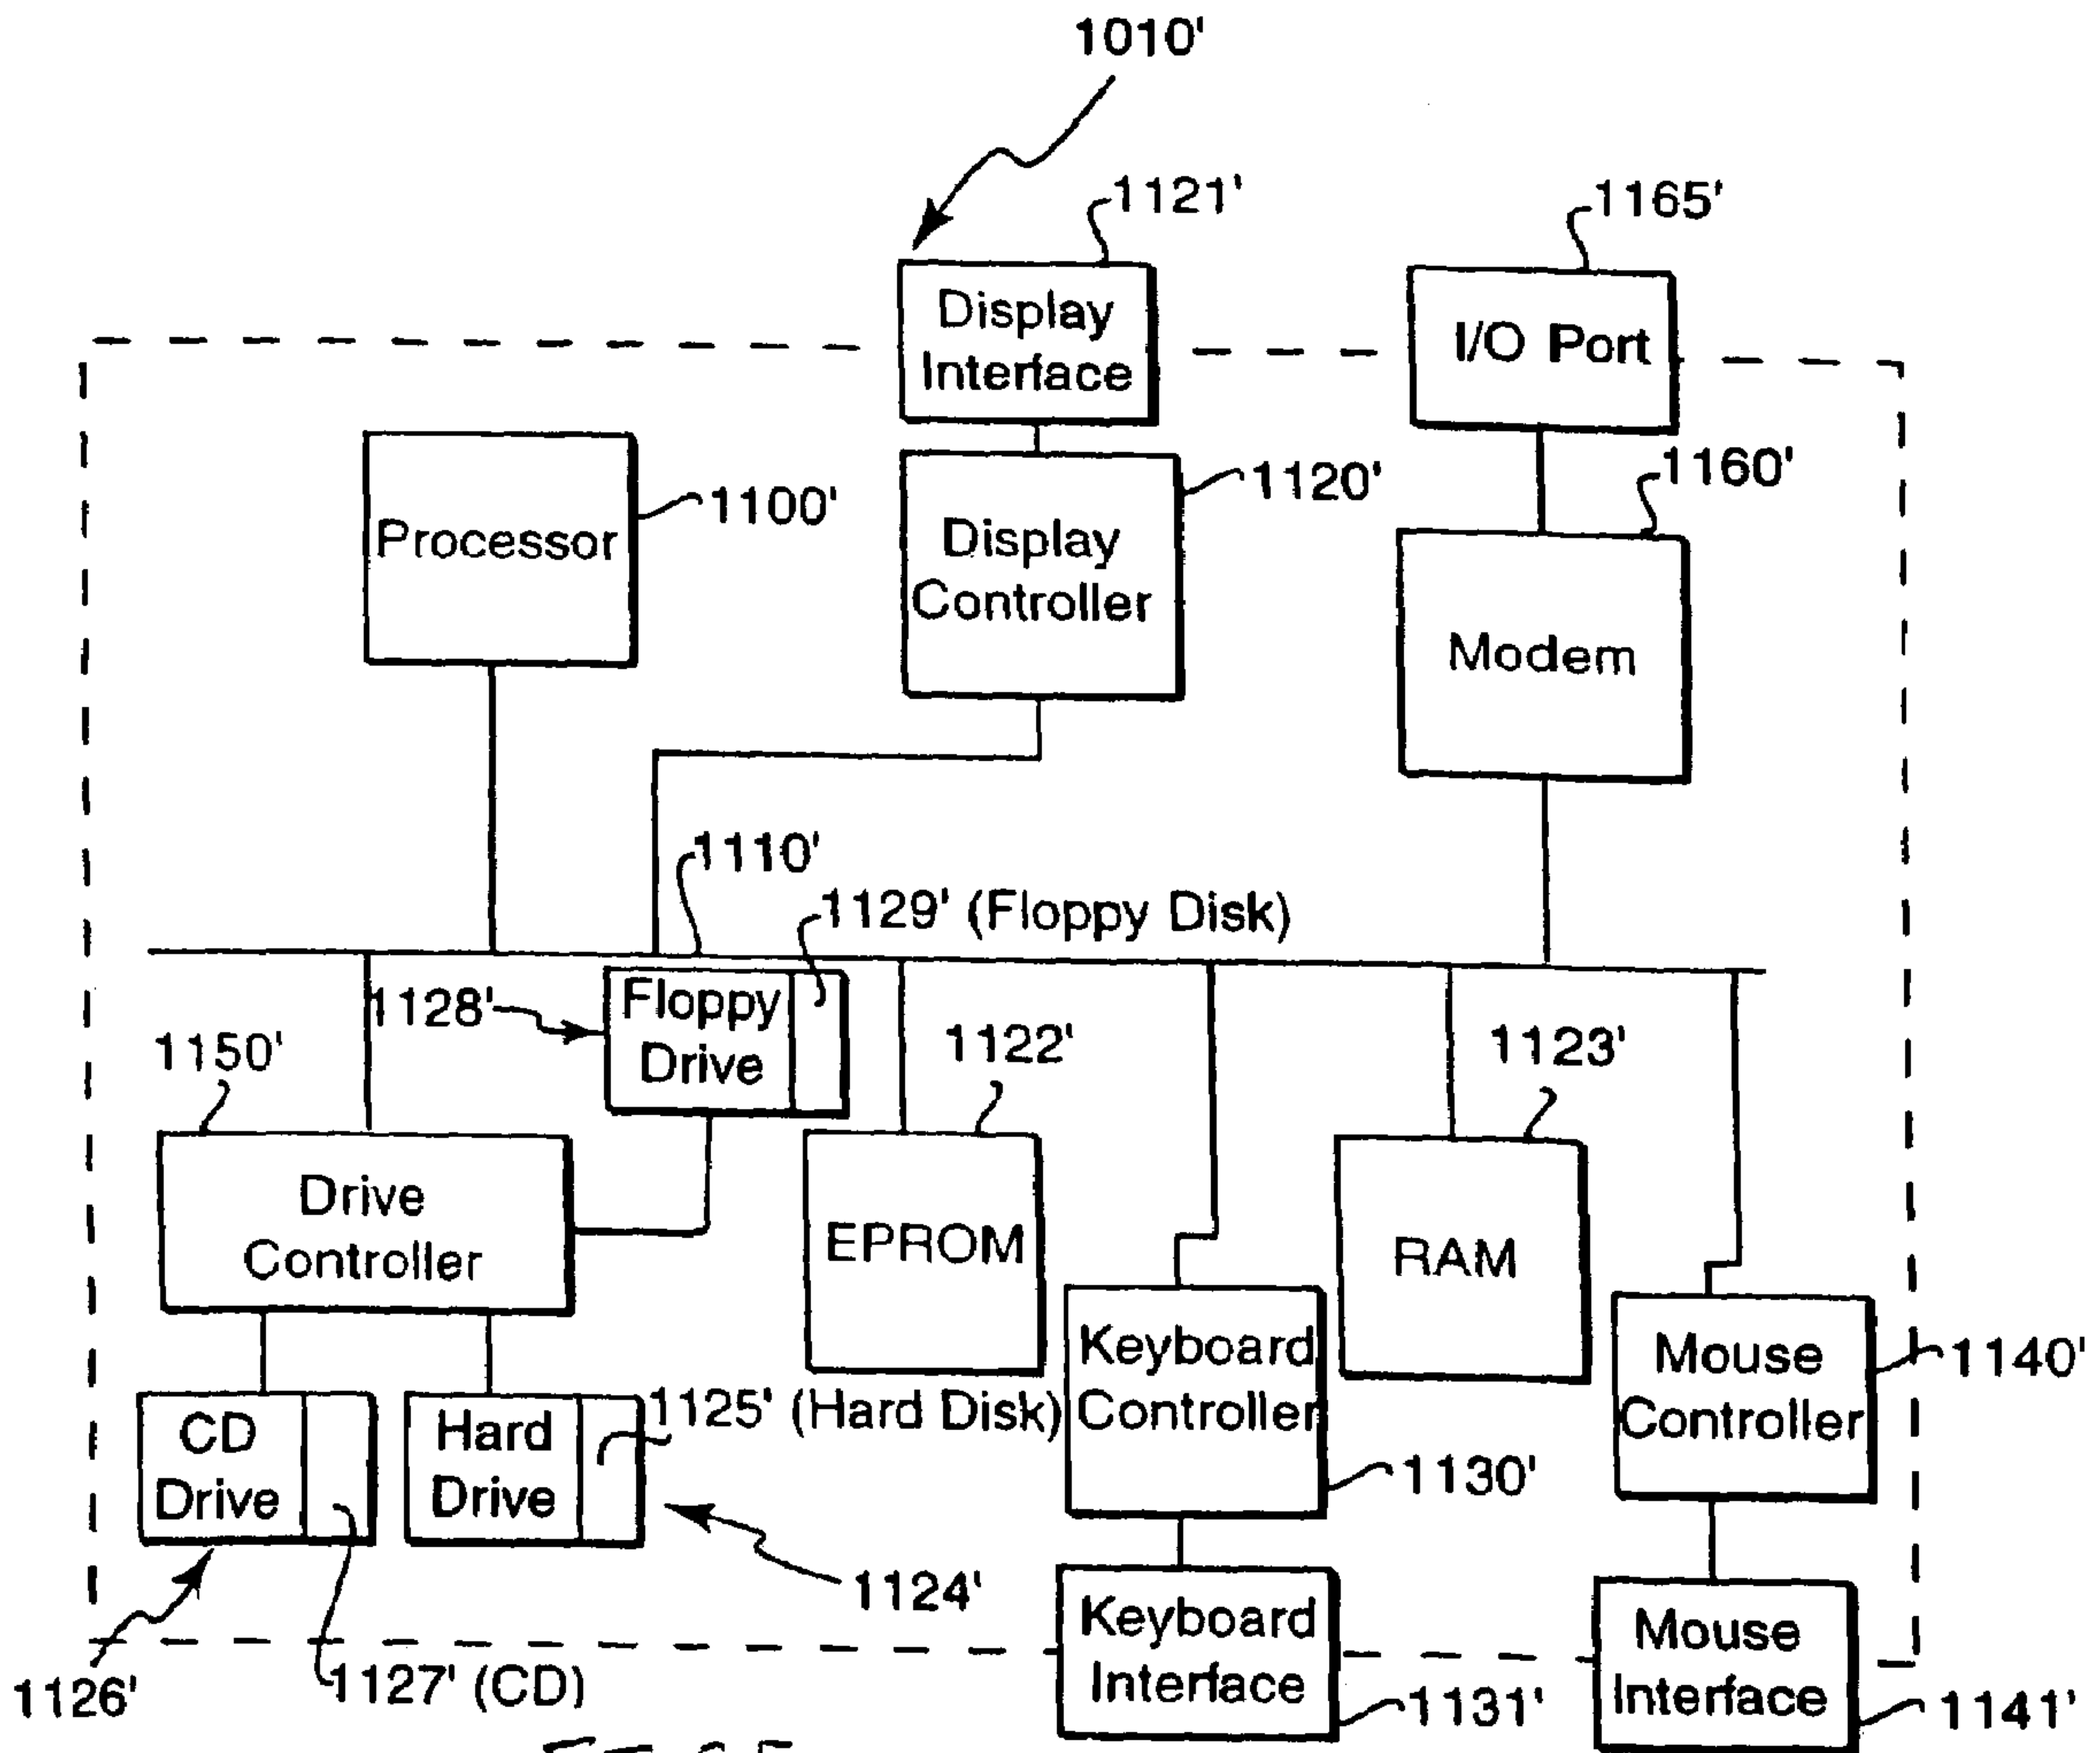 1010'
1121'
1165'
Display
Interface
I/O Port
1160'
1120'
1100'
Processor
Display
Controller
Modem
1110'
1129' (Floppy Disk)
1128'
Floppy
Drive
1150'
1122'
1123'
Drive
Controller
EPROM
RAM
Keyboard
Controller
Mouse
Controller
1140'
CD
Drive
Hard
Drive
1125' (Hard Disk)
1130'
1124'
Keyboard
Interface
Mouse
Interface
1126'
1127' (CD)
1131'
1141'